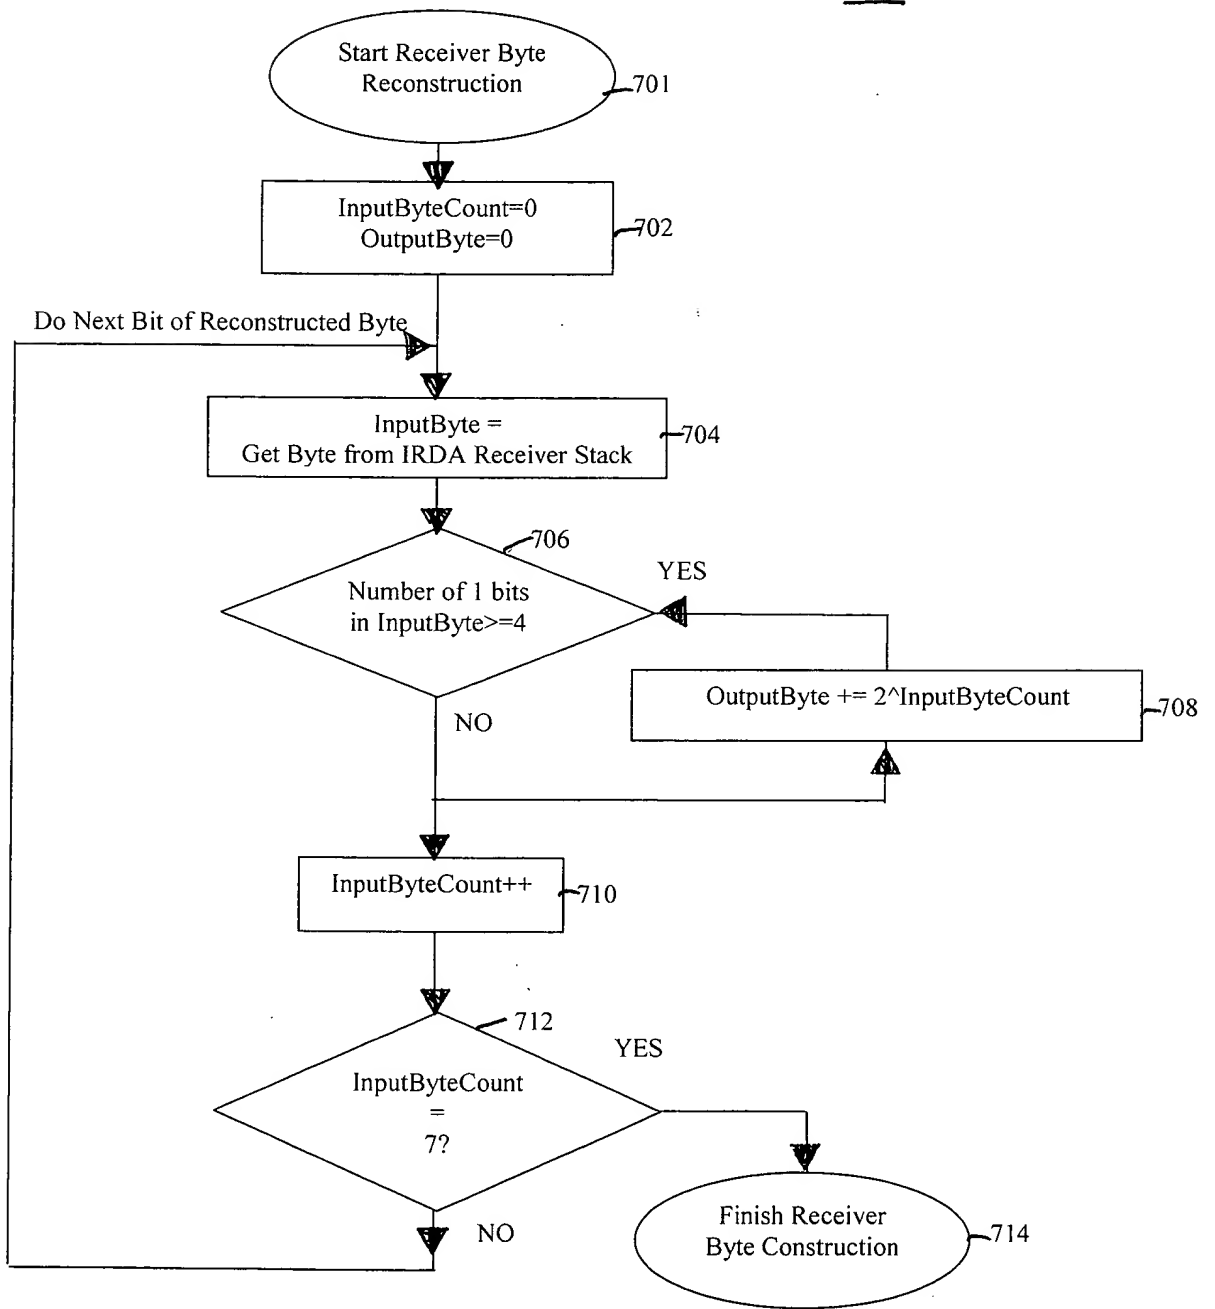 Start Receiver Byte
Reconstruction
701
InputByteCount=0
OutputByte=0
702
Do Next Bit of Reconstructed Byte
InputByte =
Get Byte from IRDA Receiver Stack
704
706
Number of 1 bits
in InputByte>=4
YES
OutputByte += 2^InputByteCount
708
NO
InputByteCount++
710
712
InputByteCount
=
7?
YES
NO
Finish Receiver
Byte Construction
714